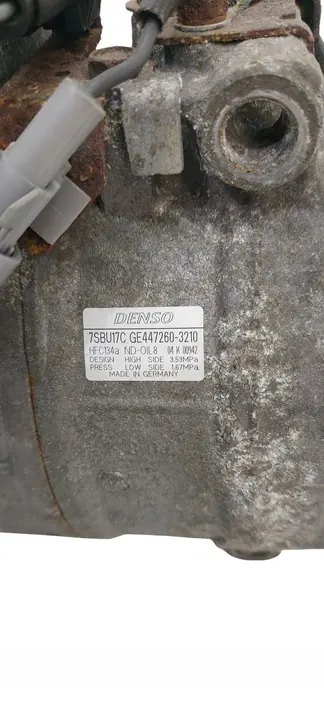 DENSO
7SBU17C GE447260-3210
HFC134a ND-OIL8 04 K 00942
DESIGN HIGH SIDE 3.53MPa
PRESS LOW SIDE 1.67MPa
MADE IN GERMANY